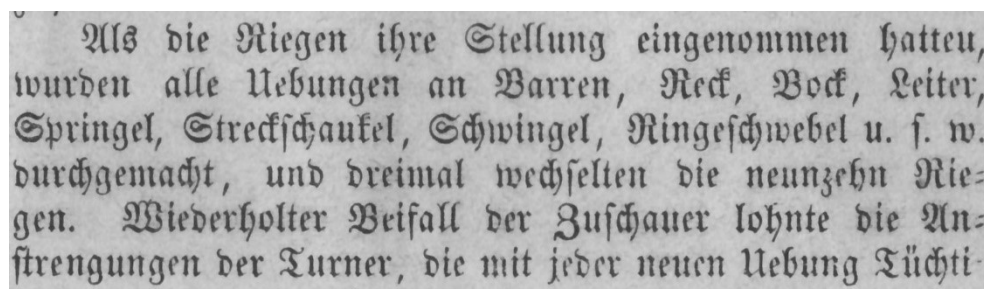 Als die Riegen ihre Stellung eingenommen hatteu,
wurden alle Uebungen an Barren, Reck, Bock, Leiter,
Springel, Streckschaukel, Schwingel, Ringeschwebel u. s. w.
durchgemacht, und dreimal wechselten die neunzehn Rie-
gen. Wiederholter Beifall der Zuschauer lohnte die An-
strengungen der Turner, die mit jeder neuen Uebung Tüchti-